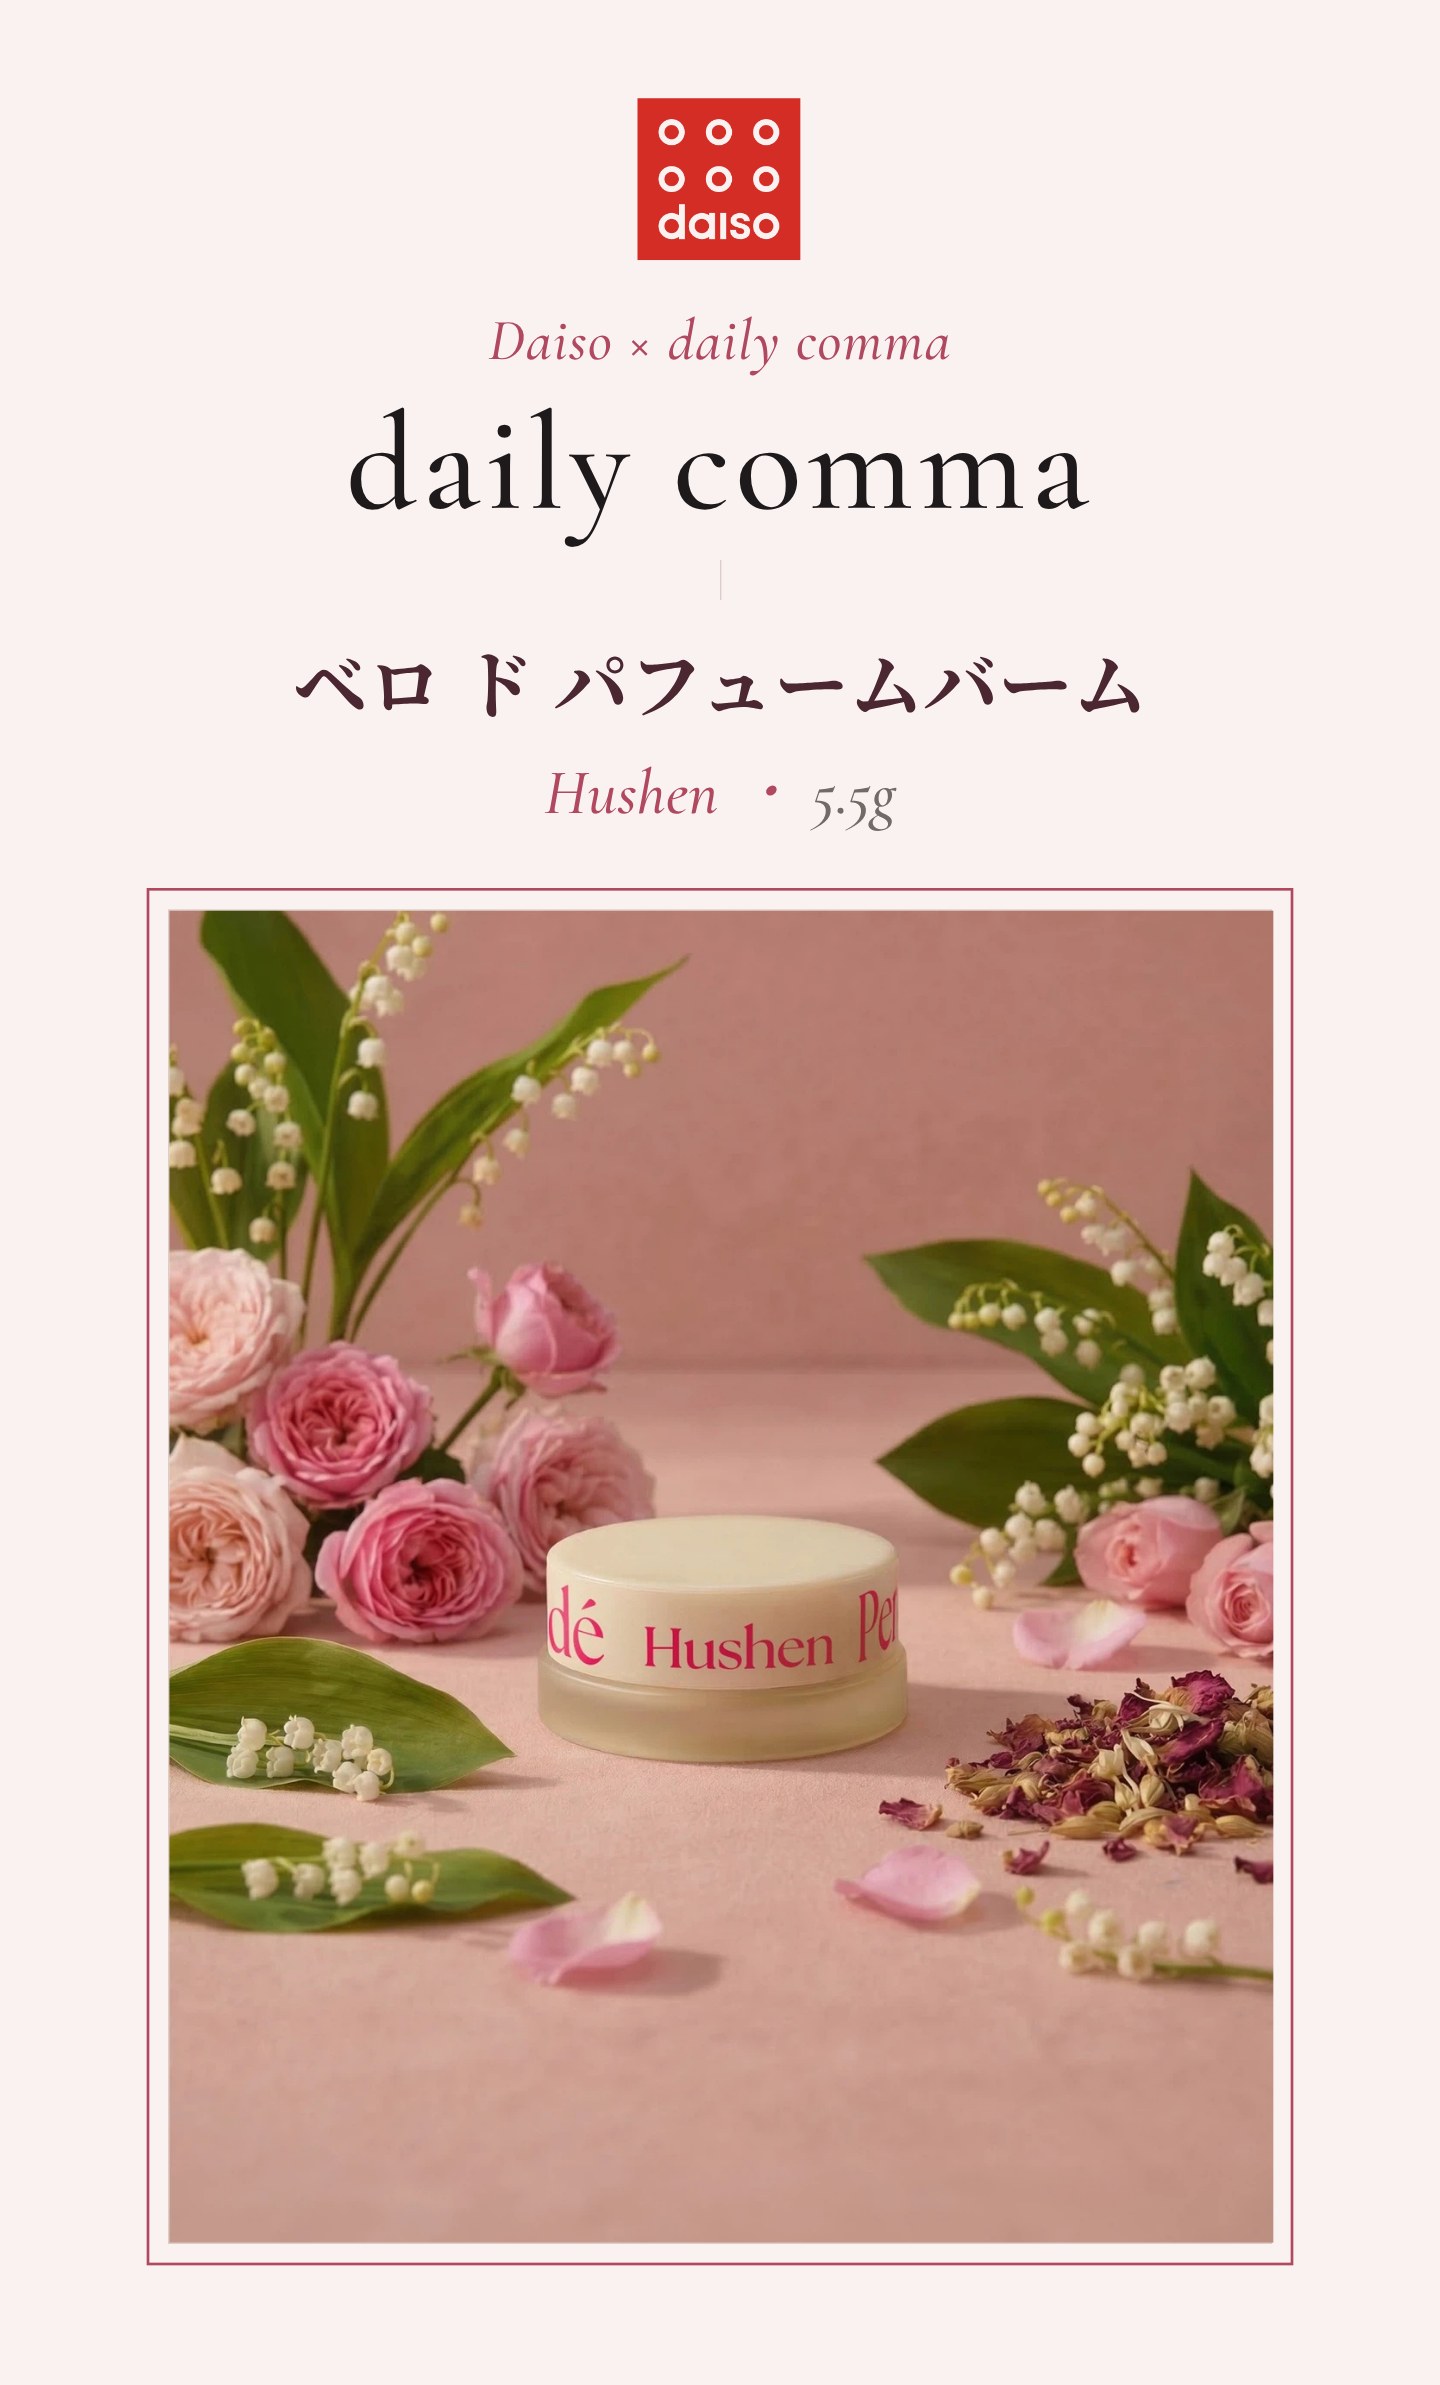 daiso
Daiso × daily comma
daily comma
ベロ ド パフュームバーム
Hushen • 5.5g
dé Hushen Per